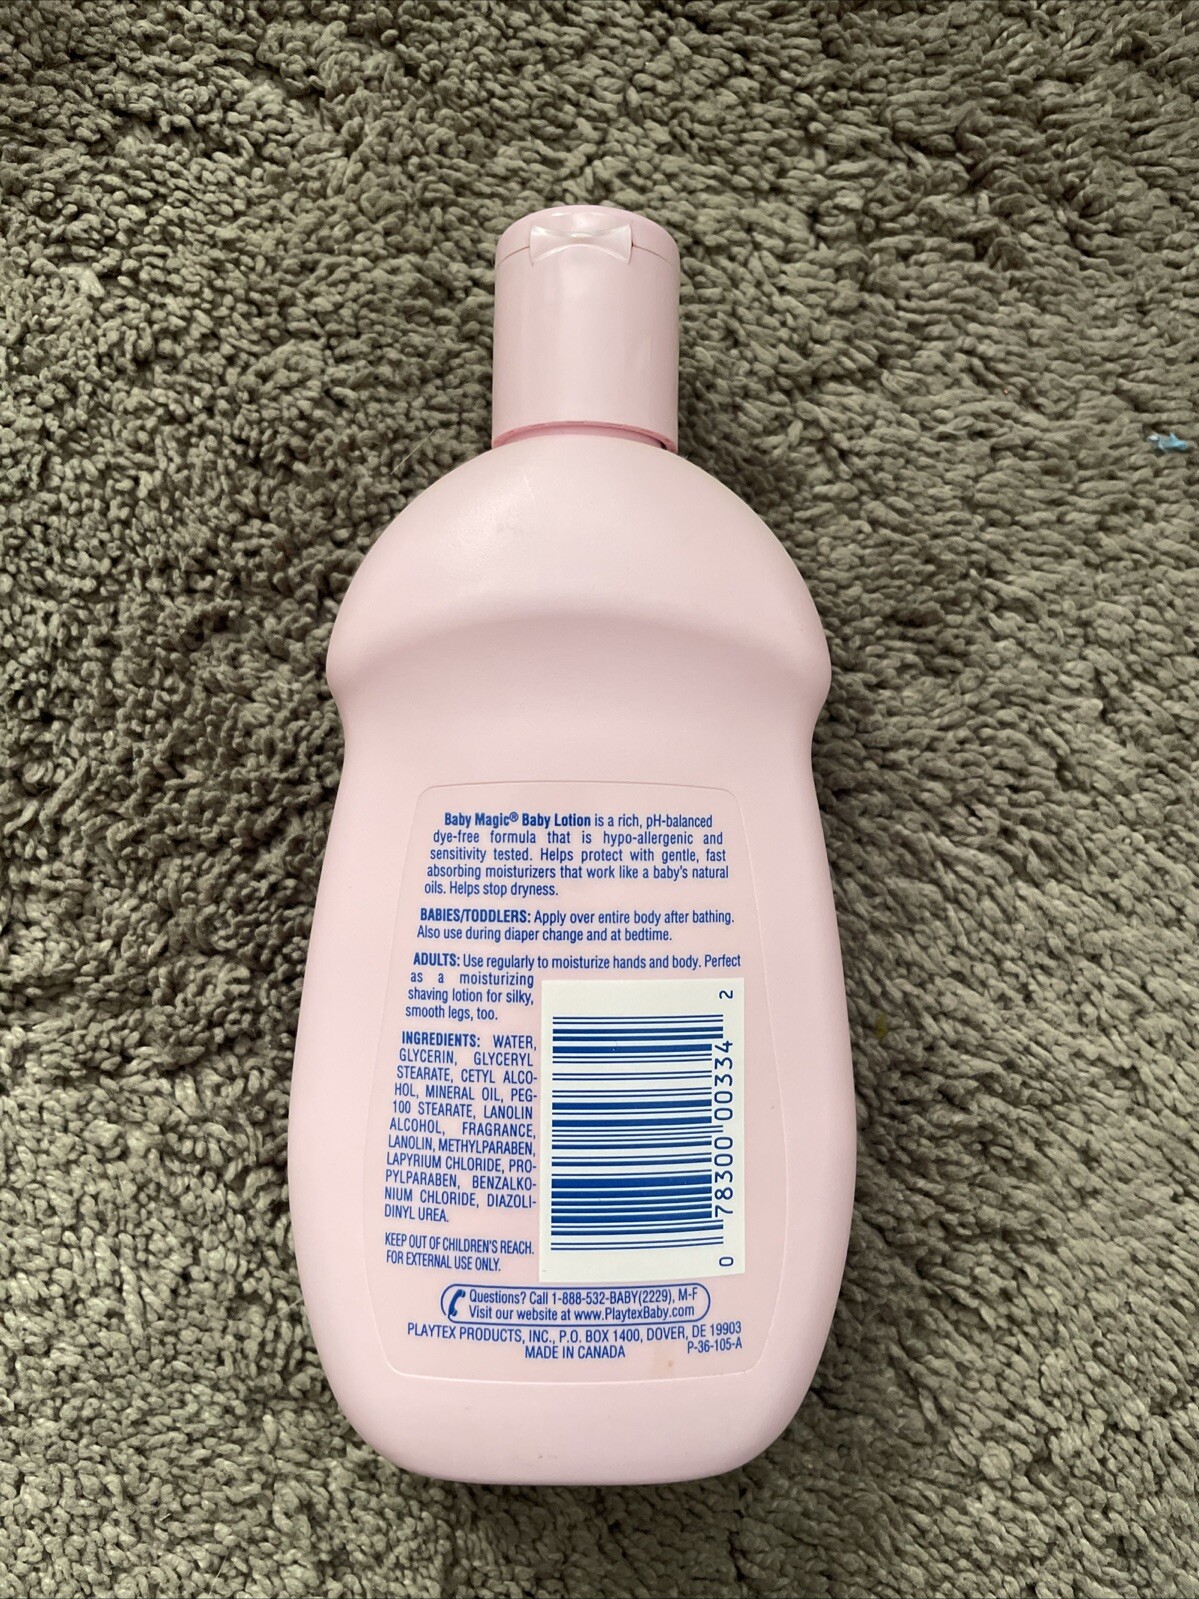 Baby Magic® Baby Lotion is a rich, pH-balanced
dye-free formula that is hypo-allergenic and
sensitivity tested. Helps protect with gentle, fast
absorbing moisturizers that work like a baby's natural
oils. Helps stop dryness.
BABIES/TODDLERS: Apply over entire body after bathing.
Also use during diaper change and at bedtime.
ADULTS: Use regularly to moisturize hands and body. Perfect
as a moisturizing
shaving lotion for silky,
smooth legs, too.
INGREDIENTS: WATER,
GLYCERIN, GLYCERYL
STEARATE, CETYL ALCO-
HOL, MINERAL OIL, PEG-
100 STEARATE, LANOLIN
ALCOHOL, FRAGRANCE,
LANOLIN, METHYLPARABEN,
LAPYRIUM CHLORIDE, PRO-
PYLPARABEN, BENZALKO-
NIUM CHLORIDE, DIAZOLI-
DINYL UREA.
KEEP OUT OF CHILDREN'S REACH.
FOR EXTERNAL USE ONLY.
0 78300 00334 2
Questions? Call 1-888-532-BABY(2229), M-F
Visit our website at www.PlaytexBaby.com
PLAYTEX PRODUCTS, INC., P.O. BOX 1400, DOVER, DE 19903
MADE IN CANADA P-36-105-A